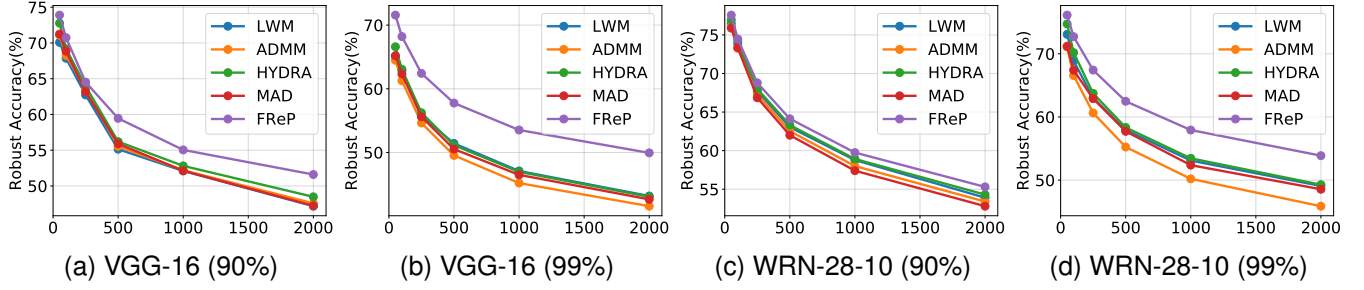 Robust Accuracy(%)
75
70
65
60
55
50
0 500 1000 1500 2000
LWM
ADMM
HYDRA
MAD
FReP
(a) VGG-16 (90%)
Robust Accuracy(%)
70
60
50
0 500 1000 1500 2000
LWM
ADMM
HYDRA
MAD
FReP
(b) VGG-16 (99%)
Robust Accuracy(%)
75
70
65
60
55
0 500 1000 1500 2000
LWM
ADMM
HYDRA
MAD
FReP
(c) WRN-28-10 (90%)
Robust Accuracy(%)
70
60
50
0 500 1000 1500 2000
LWM
ADMM
HYDRA
MAD
FReP
(d) WRN-28-10 (99%)